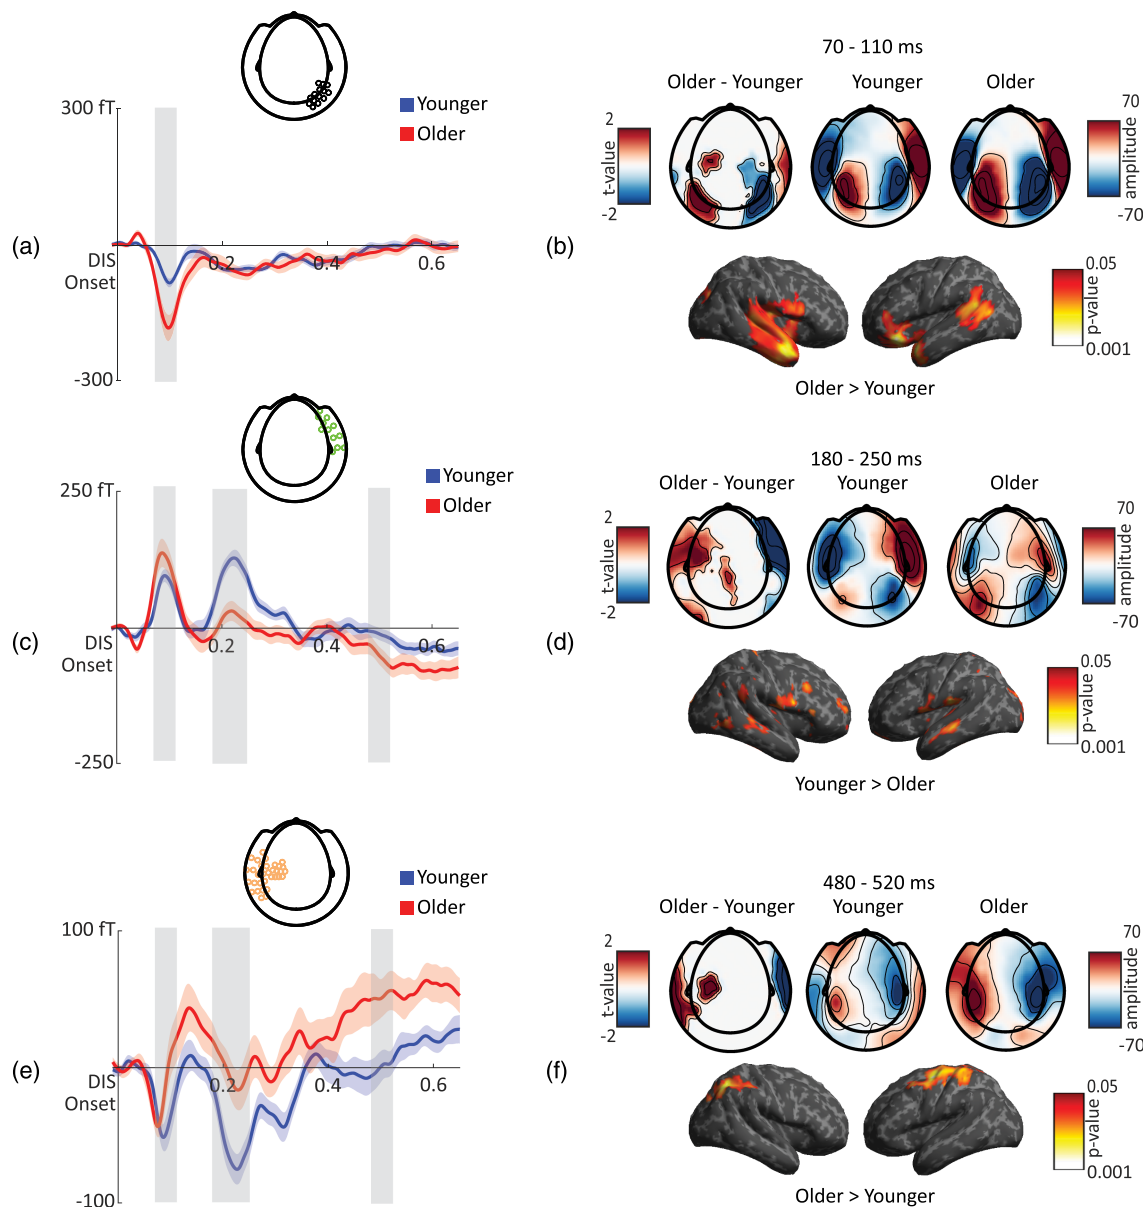 300 fT
Younger
Older
(a)
DIS
Onset
0.2
0.4
0.6
-300
70 - 110 ms
Older - Younger
Younger
Older
2
t-value
-2
70
amplitude
-70
(b)
0.05
p-value
0.001
Older > Younger
250 fT
Younger
Older
(c)
DIS
Onset
0.2
0.4
0.6
-250
180 - 250 ms
Older - Younger
Younger
Older
2
t-value
-2
70
amplitude
-70
(d)
0.05
p-value
0.001
Younger > Older
100 fT
Younger
Older
(e)
DIS
Onset
0.2
0.4
0.6
-100
480 - 520 ms
Older - Younger
Younger
Older
2
t-value
-2
70
amplitude
-70
(f)
0.05
p-value
0.001
Older > Younger